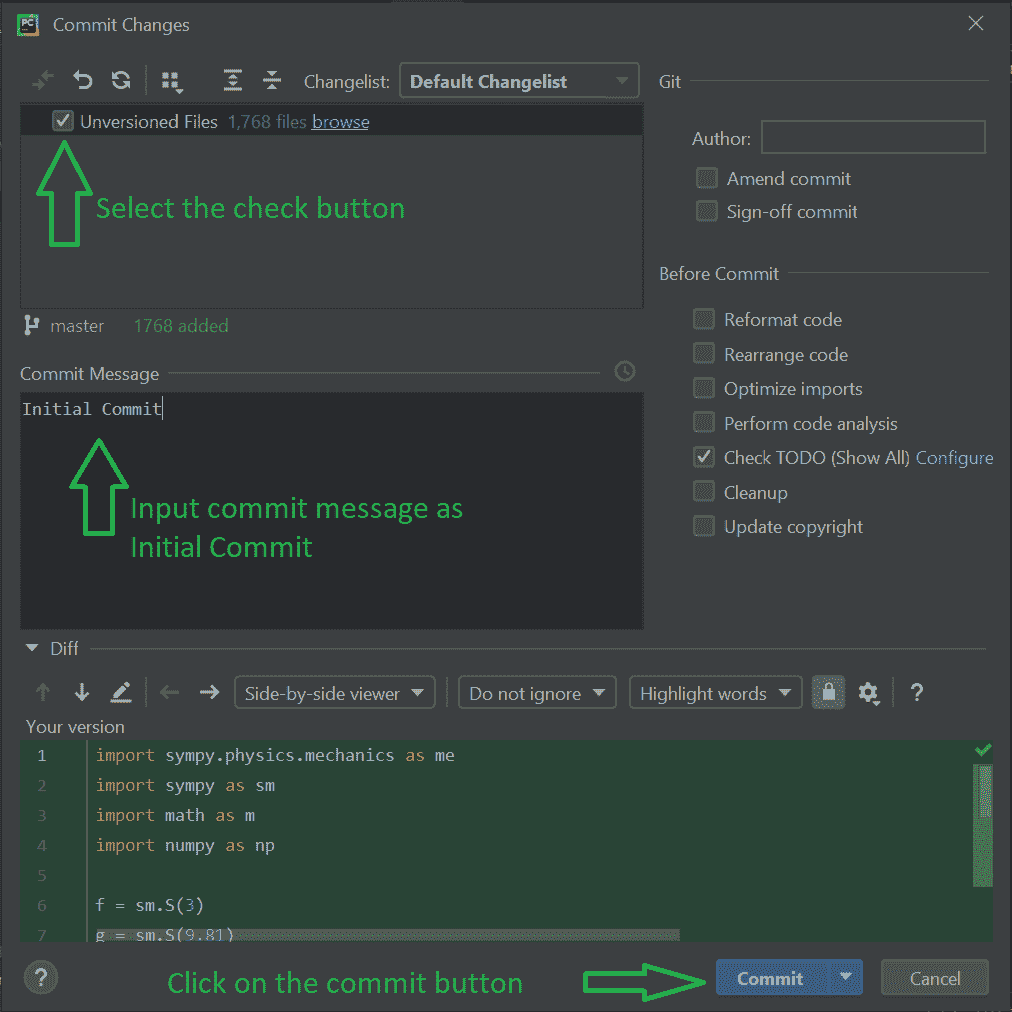 PC
Commit Changes
Changelist: Default Changelist
Unversioned Files 1,768 files browse
Select the check button
master 1768 added
Commit Message
Initial Commit
Input commit message as
Initial Commit
Git
Author:
Amend commit
Sign-off commit
Before Commit
Reformat code
Rearrange code
Optimize imports
Perform code analysis
Check TODO (Show All) Configure
Cleanup
Update copyright
Diff
Side-by-side viewer Do not ignore Highlight words ?
Your version
1 import sympy.physics.mechanics as me
2 import sympy as sm
3 import math as m
4 import numpy as np
5
6 f = sm.S(3)
7 g = sm.S(9.81)
? Click on the commit button Commit Cancel